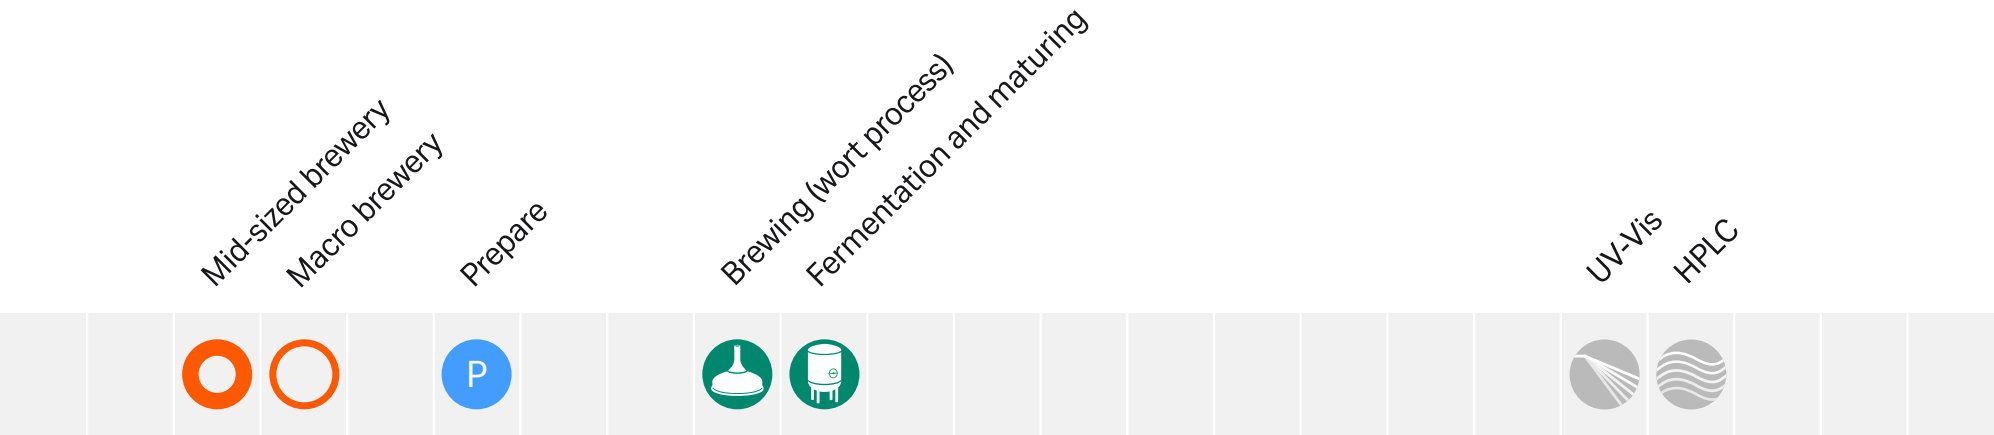 Mid-sized brewery
Macro brewery
Prepare
Brewing (wort process)
Fermentation and maturing
UV-Vis
HPLC
P